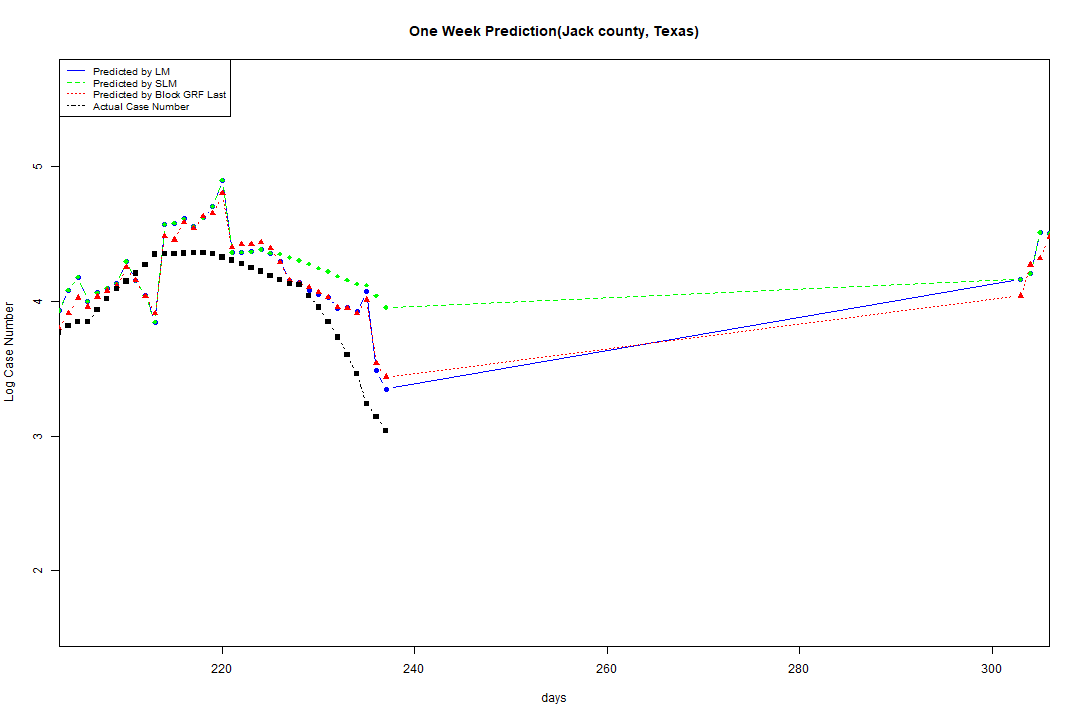 One Week Prediction(Jack county, Texas)
Predicted by LM
Predicted by SLM
Predicted by Block GRF Last
Actual Case Number
5
4
3
2
Log Case Number
220 240 260 280 300
days